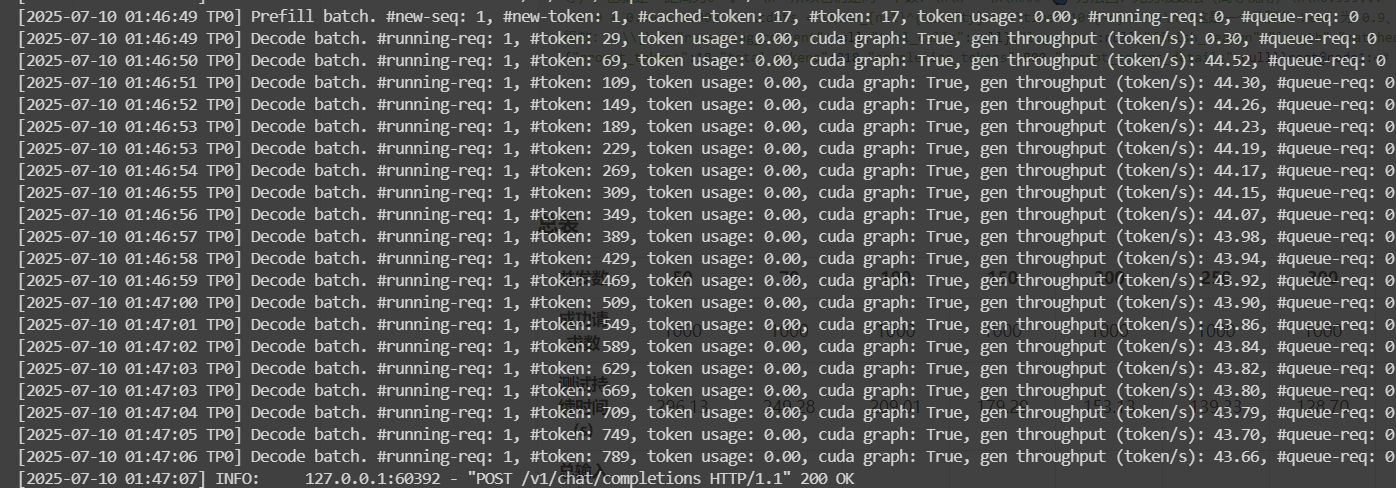 [2025-07-10 01:46:49 TP0] Prefill batch. #new-seq: 1, #new-token: 1, #cached-token: 17, #token: 17, token usage: 0.00, #running-req: 0, #queue-req: 0
[2025-07-10 01:46:49 TP0] Decode batch. #running-req: 1, #token: 29, token usage: 0.00, cuda graph: True, gen throughput (token/s): 0.30, #queue-req: 0
[2025-07-10 01:46:50 TP0] Decode batch. #running-req: 1, #token: 69, token usage: 0.00, cuda graph: True, gen throughput (token/s): 44.52, #queue-req: 0
[2025-07-10 01:46:51 TP0] Decode batch. #running-req: 1, #token: 109, token usage: 0.00, cuda graph: True, gen throughput (token/s): 44.30, #queue-req: 0
[2025-07-10 01:46:52 TP0] Decode batch. #running-req: 1, #token: 149, token usage: 0.00, cuda graph: True, gen throughput (token/s): 44.26, #queue-req: 0
[2025-07-10 01:46:53 TP0] Decode batch. #running-req: 1, #token: 189, token usage: 0.00, cuda graph: True, gen throughput (token/s): 44.23, #queue-req: 0
[2025-07-10 01:46:53 TP0] Decode batch. #running-req: 1, #token: 229, token usage: 0.00, cuda graph: True, gen throughput (token/s): 44.19, #queue-req: 0
[2025-07-10 01:46:54 TP0] Decode batch. #running-req: 1, #token: 269, token usage: 0.00, cuda graph: True, gen throughput (token/s): 44.17, #queue-req: 0
[2025-07-10 01:46:55 TP0] Decode batch. #running-req: 1, #token: 309, token usage: 0.00, cuda graph: True, gen throughput (token/s): 44.15, #queue-req: 0
[2025-07-10 01:46:56 TP0] Decode batch. #running-req: 1, #token: 349, token usage: 0.00, cuda graph: True, gen throughput (token/s): 44.07, #queue-req: 0
[2025-07-10 01:46:57 TP0] Decode batch. #running-req: 1, #token: 389, token usage: 0.00, cuda graph: True, gen throughput (token/s): 43.98, #queue-req: 0
[2025-07-10 01:46:58 TP0] Decode batch. #running-req: 1, #token: 429, token usage: 0.00, cuda graph: True, gen throughput (token/s): 43.94, #queue-req: 0
[2025-07-10 01:46:59 TP0] Decode batch. #running-req: 1, #token: 469, token usage: 0.00, cuda graph: True, gen throughput (token/s): 43.92, #queue-req: 0
[2025-07-10 01:47:00 TP0] Decode batch. #running-req: 1, #token: 509, token usage: 0.00, cuda graph: True, gen throughput (token/s): 43.90, #queue-req: 0
[2025-07-10 01:47:01 TP0] Decode batch. #running-req: 1, #token: 549, token usage: 0.00, cuda graph: True, gen throughput (token/s): 43.86, #queue-req: 0
[2025-07-10 01:47:02 TP0] Decode batch. #running-req: 1, #token: 589, token usage: 0.00, cuda graph: True, gen throughput (token/s): 43.84, #queue-req: 0
[2025-07-10 01:47:03 TP0] Decode batch. #running-req: 1, #token: 629, token usage: 0.00, cuda graph: True, gen throughput (token/s): 43.82, #queue-req: 0
[2025-07-10 01:47:03 TP0] Decode batch. #running-req: 1, #token: 669, token usage: 0.00, cuda graph: True, gen throughput (token/s): 43.80, #queue-req: 0
[2025-07-10 01:47:04 TP0] Decode batch. #running-req: 1, #token: 709, token usage: 0.00, cuda graph: True, gen throughput (token/s): 43.79, #queue-req: 0
[2025-07-10 01:47:05 TP0] Decode batch. #running-req: 1, #token: 749, token usage: 0.00, cuda graph: True, gen throughput (token/s): 43.70, #queue-req: 0
[2025-07-10 01:47:06 TP0] Decode batch. #running-req: 1, #token: 789, token usage: 0.00, cuda graph: True, gen throughput (token/s): 43.66, #queue-req: 0
[2025-07-10 01:47:07] INFO:     127.0.0.1:60392 - "POST /v1/chat/completions HTTP/1.1" 200 OK